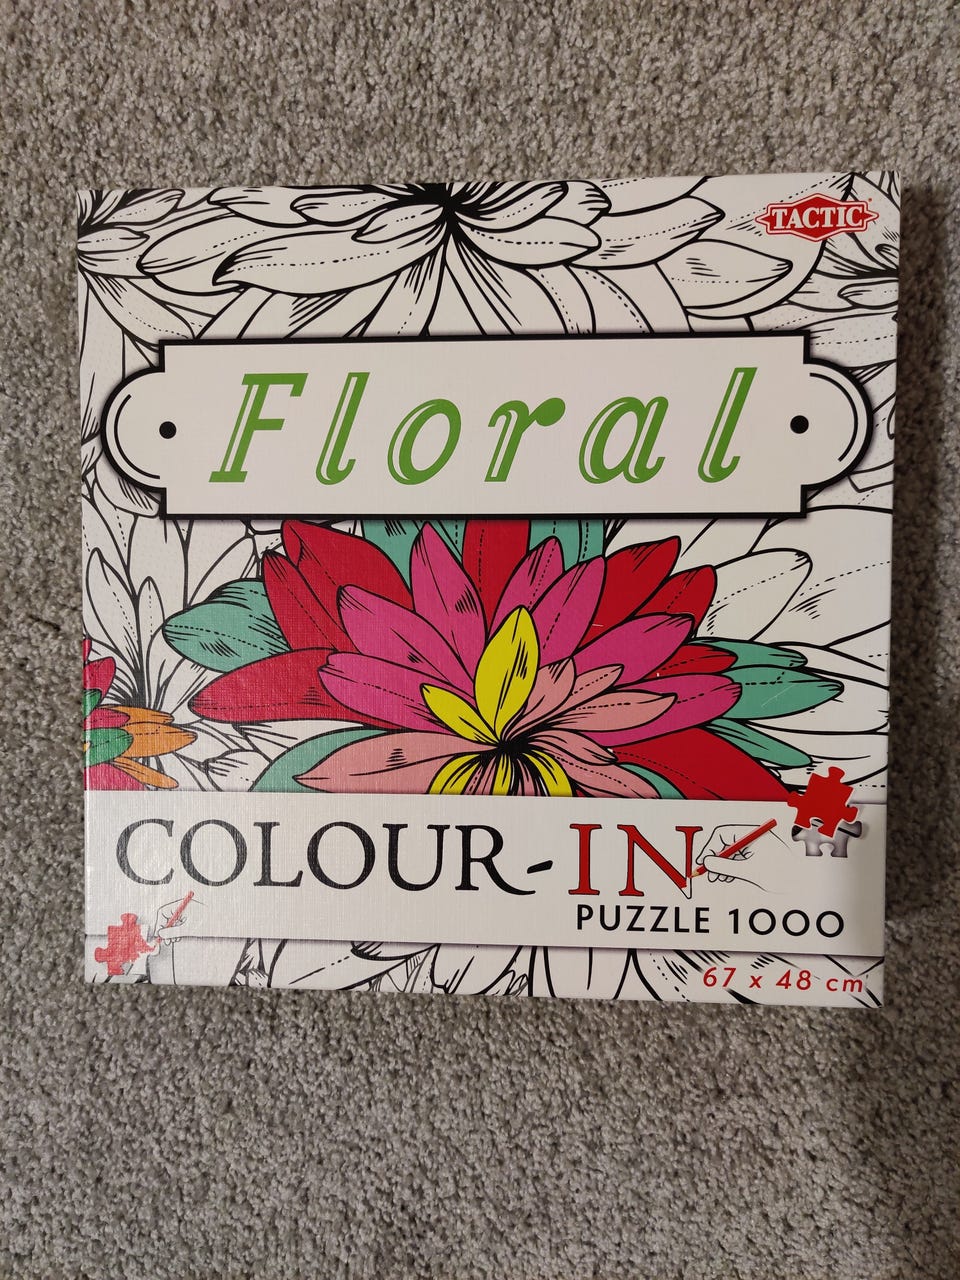 TACTIC
Floral
COLOUR-IN
PUZZLE 1000
67 x 48 cm